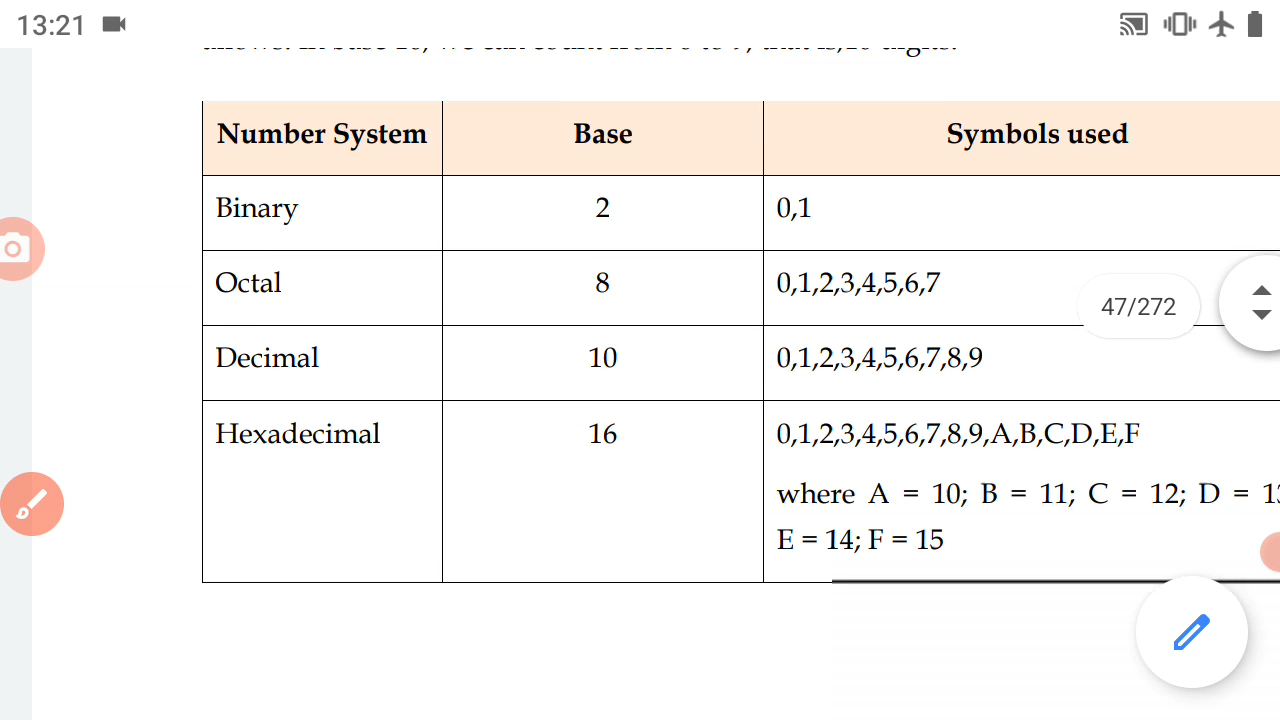 13:21
Number System Base Symbols used
Binary 2 0,1
Octal 8 0,1,2,3,4,5,6,7
47/272
Decimal 10 0,1,2,3,4,5,6,7,8,9
Hexadecimal 16 0,1,2,3,4,5,6,7,8,9,A,B,C,D,E,F
where A = 10; B = 11; C = 12; D =
E = 14; F = 15